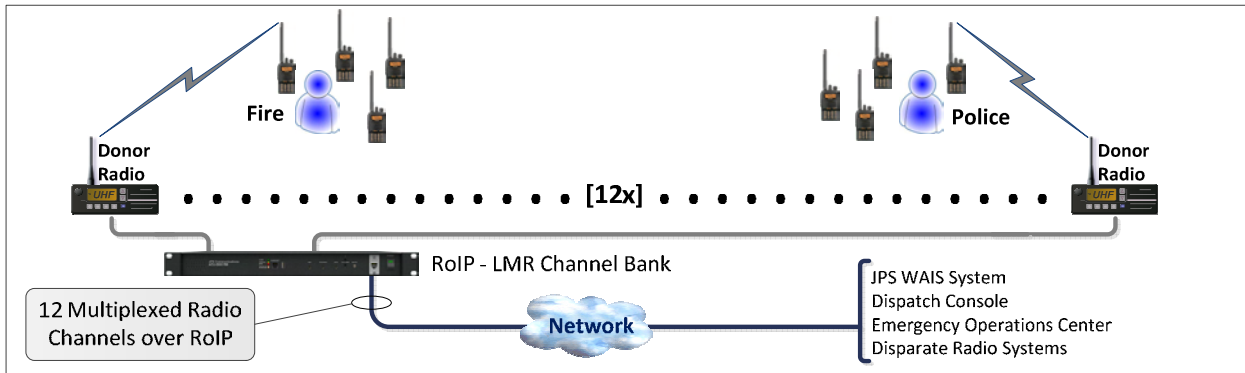 Fire
Police
Donor
Radio
Donor
Radio
UHF
[12x]
UHF
RoIP - LMR Channel Bank
12 Multiplexed Radio
Channels over RoIP
Network
JPS WAIS System
Dispatch Console
Emergency Operations Center
Disparate Radio Systems